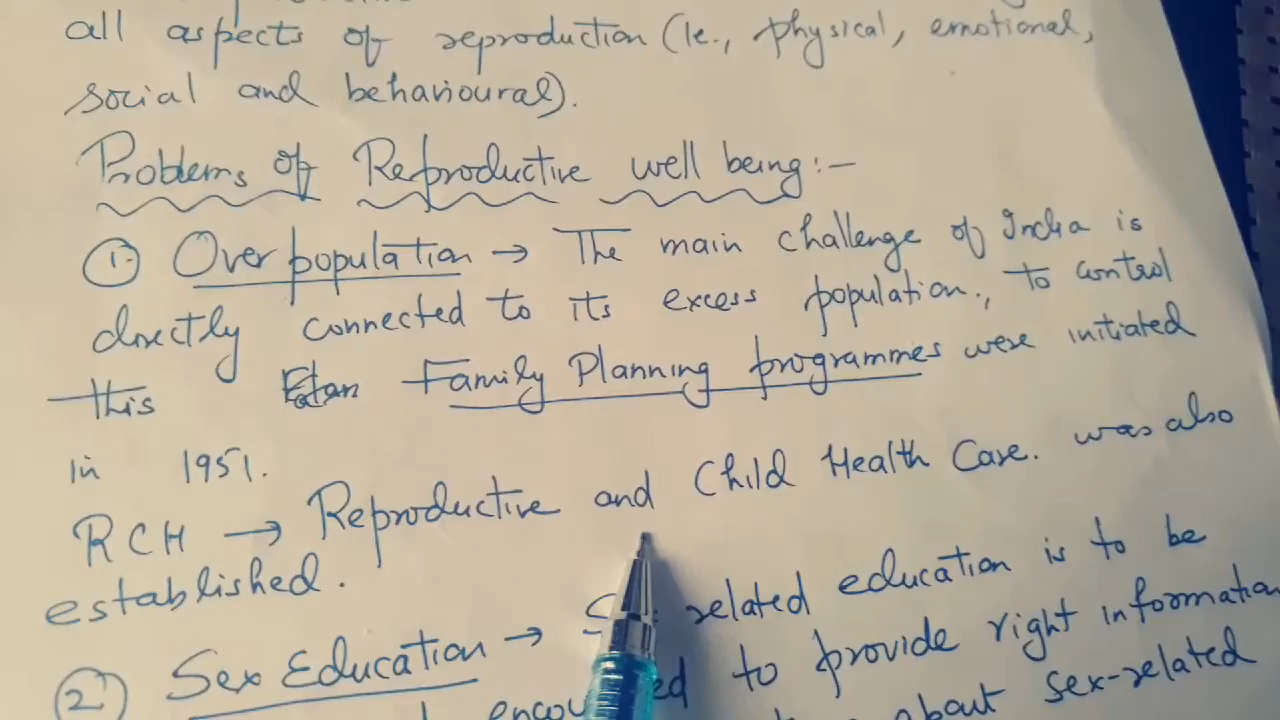 all aspects of reproduction (Ie., physical, emotional,
social and behavioural).
Problems of Reproductive well being:-
1. Over population → The main challenge of India is
directly connected to its excess population., to control
this Family Planning programmes were initiated
in 1951.
RCH → Reproductive and Child Health Care. was also
established.
2 Sex Education → related education is to be
to provide right information
about sex-related